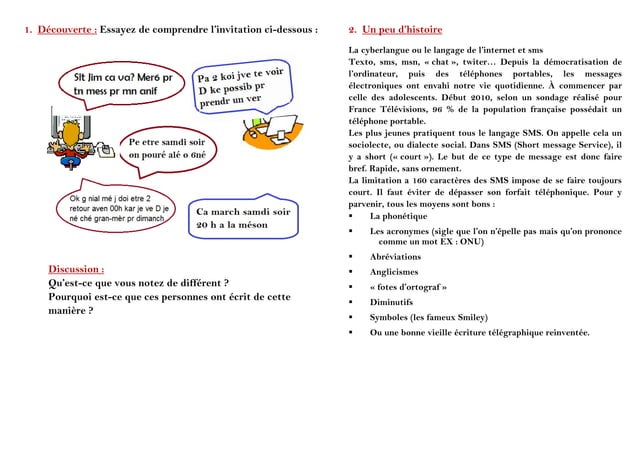 1. Découverte : Essayez de comprendre l'invitation ci-dessous :
Slt Jim ca va? Mer6 pr
tn mess pr mn anif
Pa 2 koi jve te voir
D ke possib pr
prendr un ver
Pe etre samdi soir
on pouré alé o 6né
Ok g nial mé j doi etre 2
retour aven 00h kar je ve D je
né ché gran-mèr pr dimanch
Ca march samdi soir
20 h a la méson
Discussion :
Qu'est-ce que vous notez de différent ?
Pourquoi est-ce que ces personnes ont écrit de cette
manière ?
2. Un peu d'histoire
La cyberlangue ou le langage de l'internet et sms
Texto, sms, msn, « chat », twiter… Depuis la démocratisation de
l'ordinateur, puis des téléphones portables, les messages
électroniques ont envahi notre vie quotidienne. À commencer par
celle des adolescents. Début 2010, selon un sondage réalisé pour
France Télévisions, 96 % de la population française possédait un
téléphone portable.
Les plus jeunes pratiquent tous le langage SMS. On appelle cela un
sociolecte, ou dialecte social. Dans SMS (Short message Service), il
y a short (« court »). Le but de ce type de message est donc faire
bref. Rapide, sans ornement.
La limitation a 160 caractères des SMS impose de se faire toujours
court. Il faut éviter de dépasser son forfait téléphonique. Pour y
parvenir, tous les moyens sont bons :
▪ La phonétique
▪ Les acronymes (sigle que l'on n'épelle pas mais qu'on prononce
comme un mot EX : ONU)
▪ Abréviations
▪ Anglicismes
▪ « fotes d'ortograf »
▪ Diminutifs
▪ Symboles (les fameux Smiley)
▪ Ou une bonne vieille écriture télégraphique reinventée.